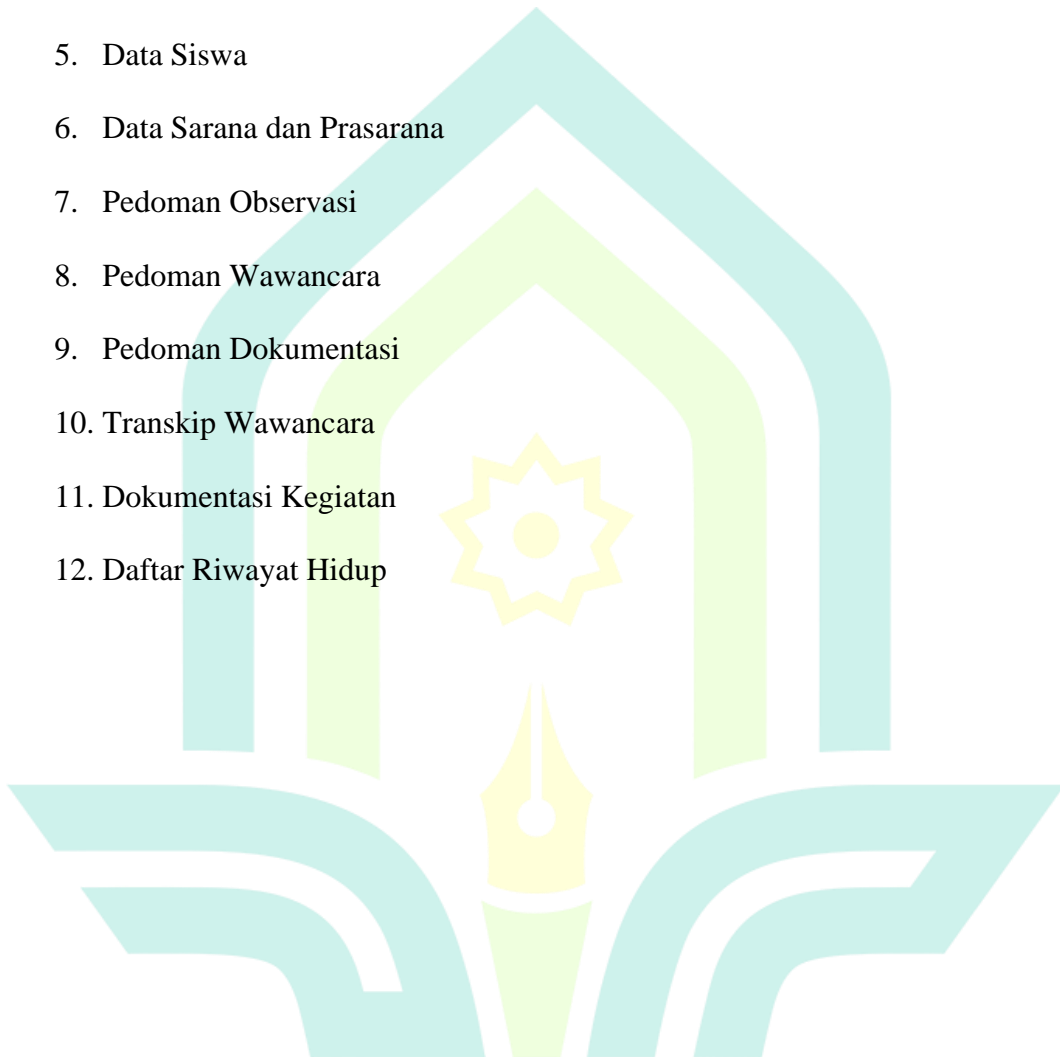 5. Data Siswa
6. Data Sarana dan Prasarana
7. Pedoman Observasi
8. Pedoman Wawancara
9. Pedoman Dokumentasi
10. Transkip Wawancara
11. Dokumentasi Kegiatan
12. Daftar Riwayat Hidup